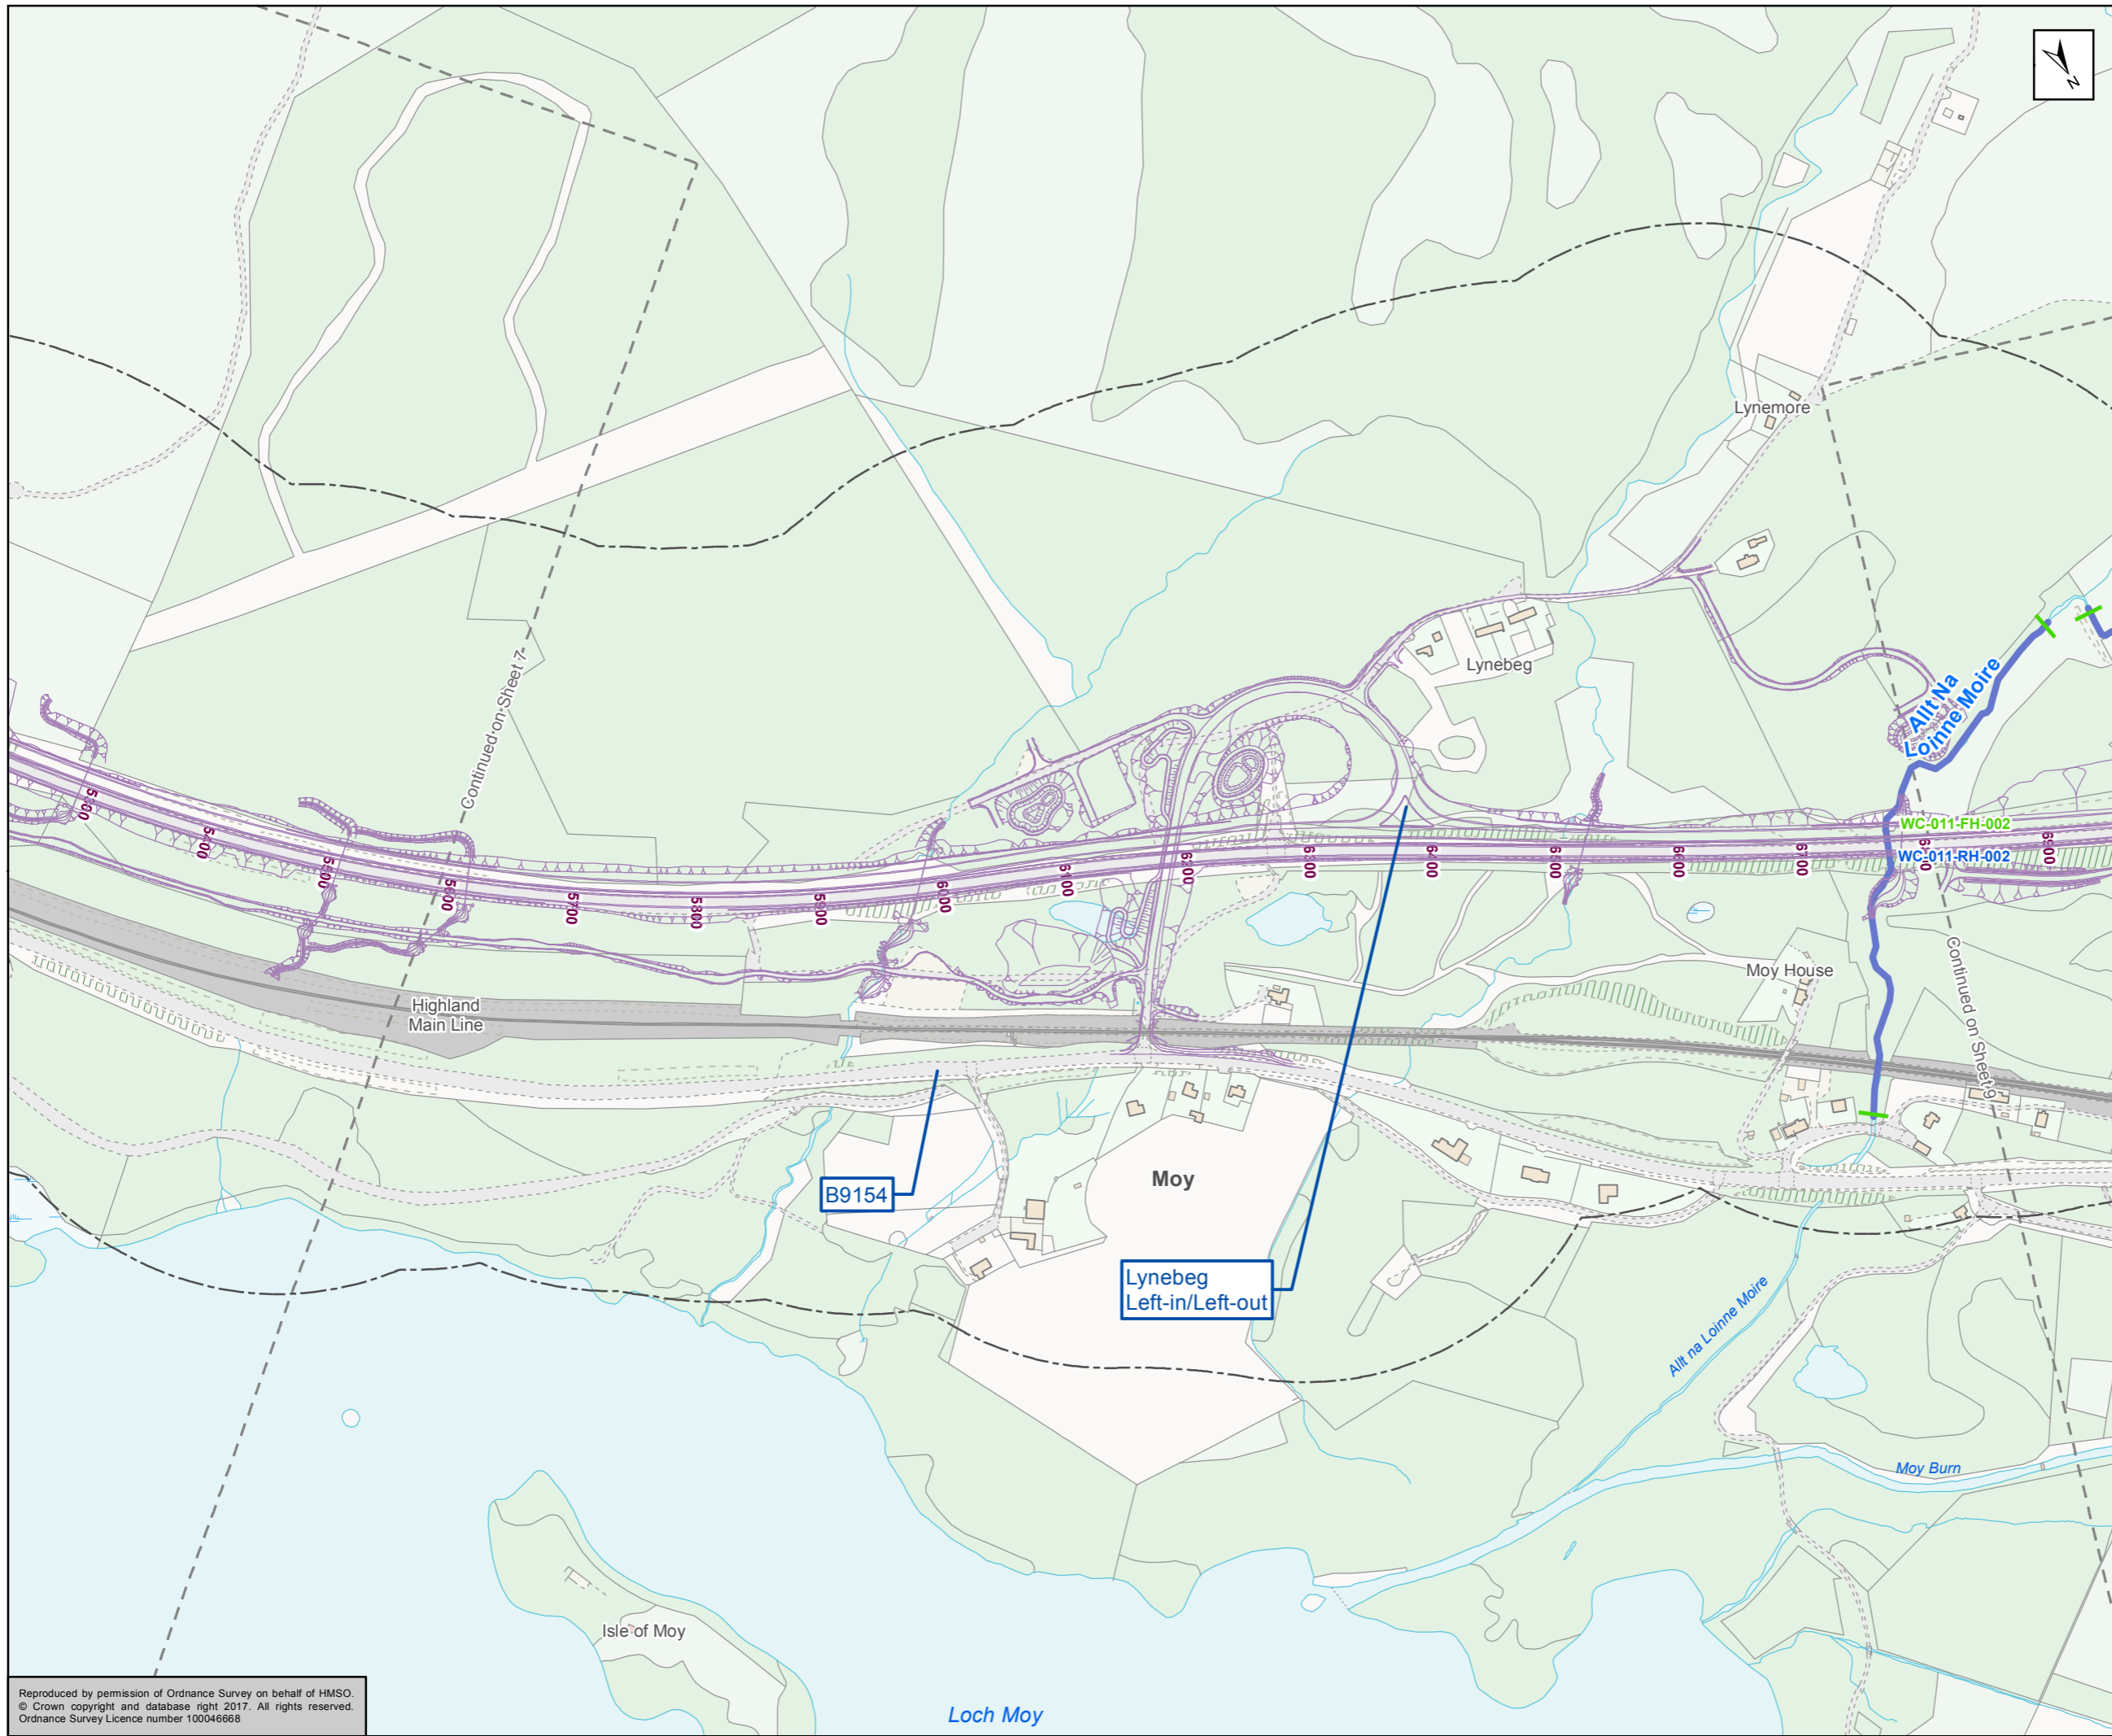 N
Lynemore
Lynebeg
Continued on Sheet 7
Allt Na
Loinne Moire
WC-011-FH-002
WC-011-RH-002
5300
5400
5500
5600
5700
5800
5900
6000
6100
6200
6300
6400
6500
6600
6700
6800
6900
Highland
Main Line
Moy House
Continued on Sheet 9
B9154
Moy
Lynebeg
Left-in/Left-out
Allt na Loinne Moire
Moy Burn
Isle of Moy
Loch Moy
Reproduced by permission of Ordnance Survey on behalf of HMSO.
© Crown copyright and database right 2017. All rights reserved.
Ordnance Survey Licence number 100046668